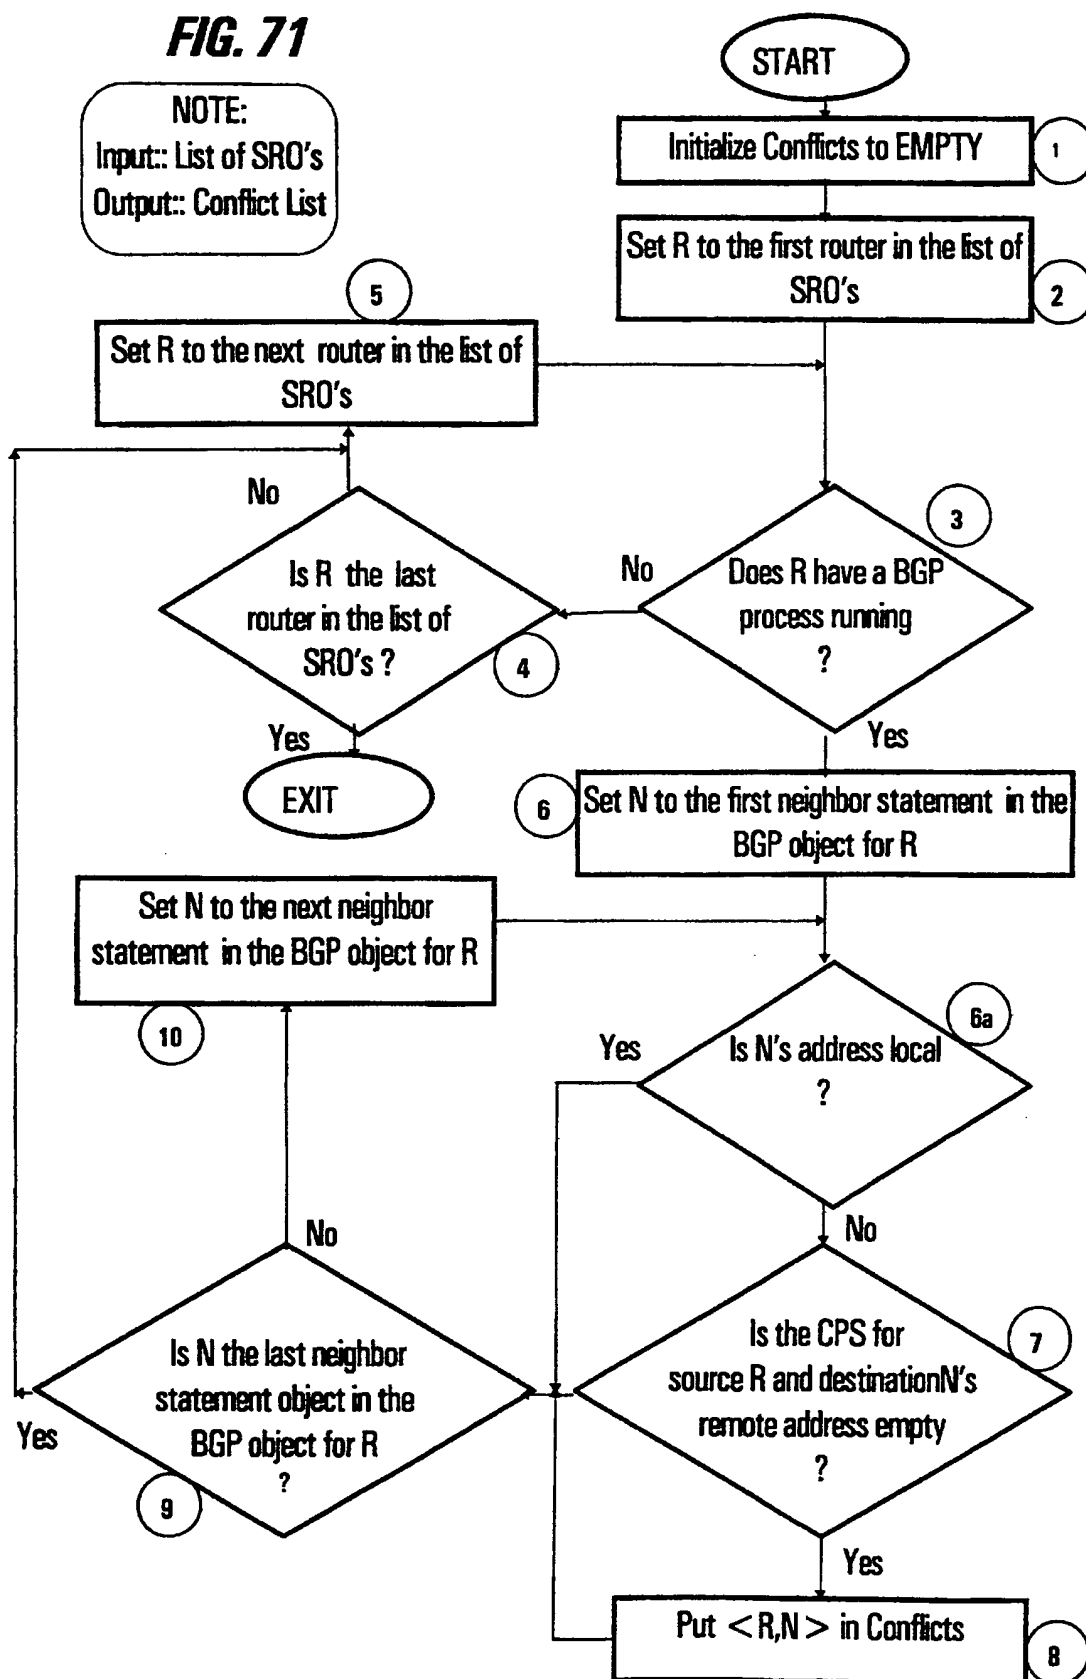 FIG. 71
NOTE:
Input:: List of SRO's
Output:: Conflict List
START
Initialize Conflicts to EMPTY
1
Set R to the first router in the list of
SRO's
2
5
Set R to the next router in the list of
SRO's
3
Does R have a BGP
process running
?
No
Yes
No
Is R the last
router in the list of
SRO's ?
4
Yes
EXIT
6
Set N to the first neighbor statement in the
BGP object for R
Set N to the next neighbor
statement in the BGP object for R
10
6a
Is N's address local
?
Yes
No
7
Is the CPS for
source R and destinationN's
remote address empty
?
Yes
Put <R,N> in Conflicts
8
No
Is N the last neighbor
statement object in the
BGP object for R
?
Yes
9